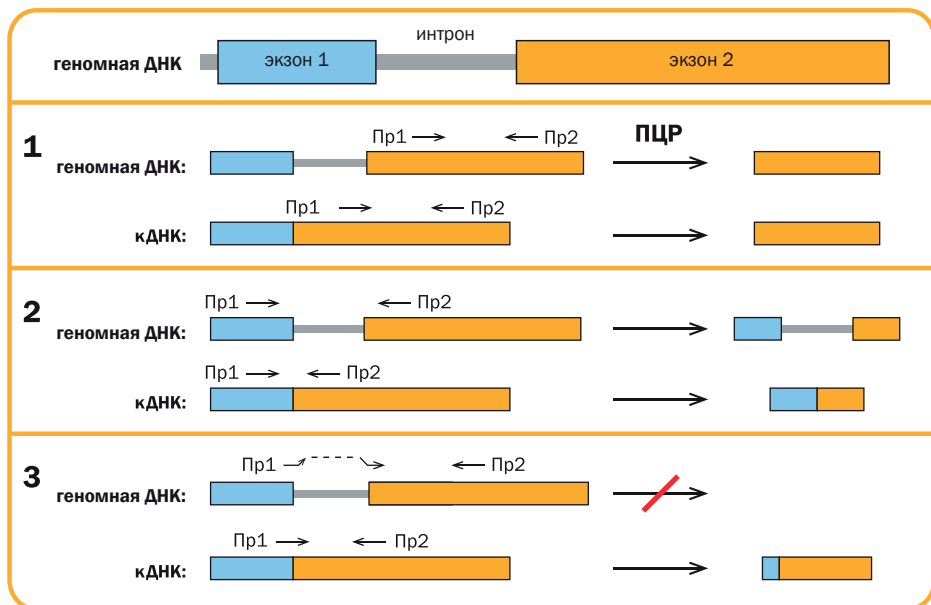 интрон
геномная ДНК
экзон 1
экзон 2
1
Пр1
Пр2
ПЦР
геномная ДНК:
Пр1
Пр2
кДНК:
2
Пр1
Пр2
геномная ДНК:
Пр1
Пр2
кДНК:
3
Пр1
Пр2
геномная ДНК:
Пр1
Пр2
кДНК: